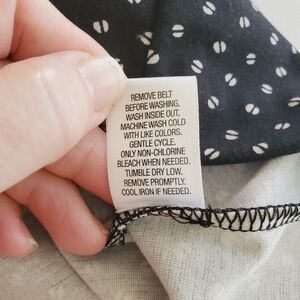 REMOVE BELT
BEFORE WASHING.
WASH INSIDE OUT.
MACHINE WASH COLD
WITH LIKE COLORS.
GENTLE CYCLE.
ONLY NON-CHLORINE
BLEACH WHEN NEEDED.
TUMBLE DRY LOW.
REMOVE PROMPTLY.
COOL IRON IF NEEDED.